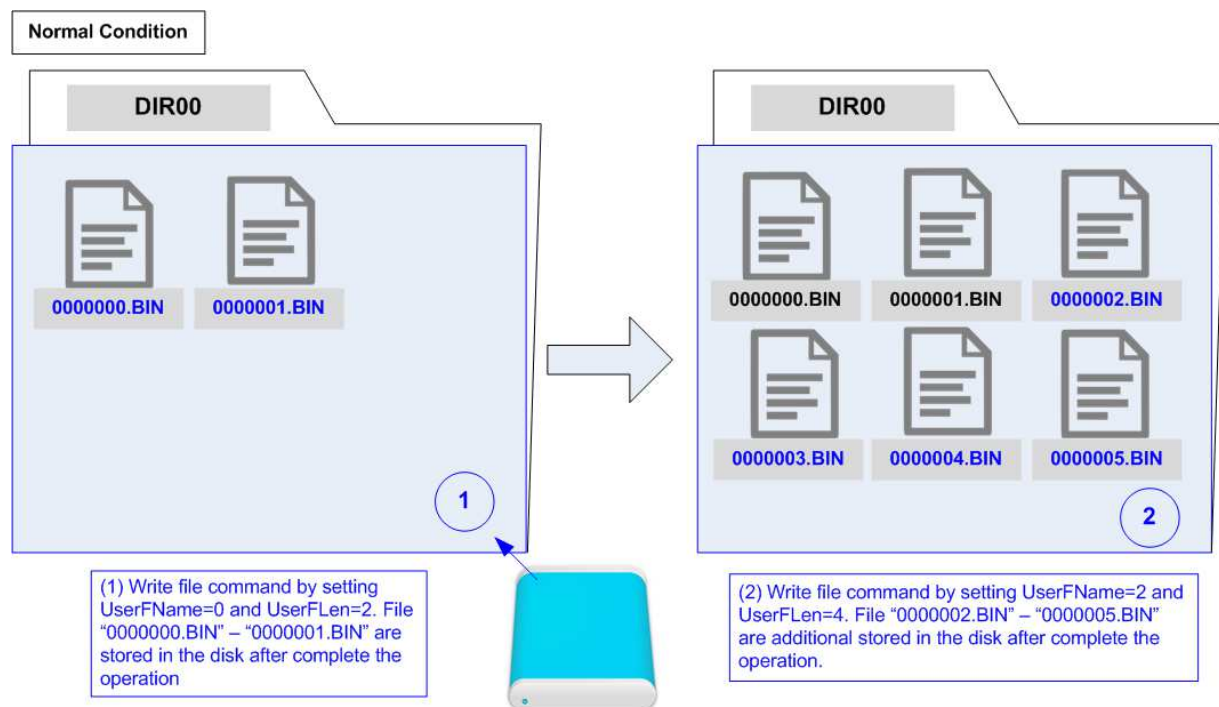 Normal Condition
DIR00
0000000.BIN
0000001.BIN
1
(1) Write file command by setting
UserFName=0 and UserFLen=2. File
“0000000.BIN” – “0000001.BIN” are
stored in the disk after complete the
operation
DIR00
0000000.BIN
0000001.BIN
0000002.BIN
0000003.BIN
0000004.BIN
0000005.BIN
2
(2) Write file command by setting UserFName=2 and
UserFLen=4. File “0000002.BIN” – “0000005.BIN”
are additional stored in the disk after complete the
operation.